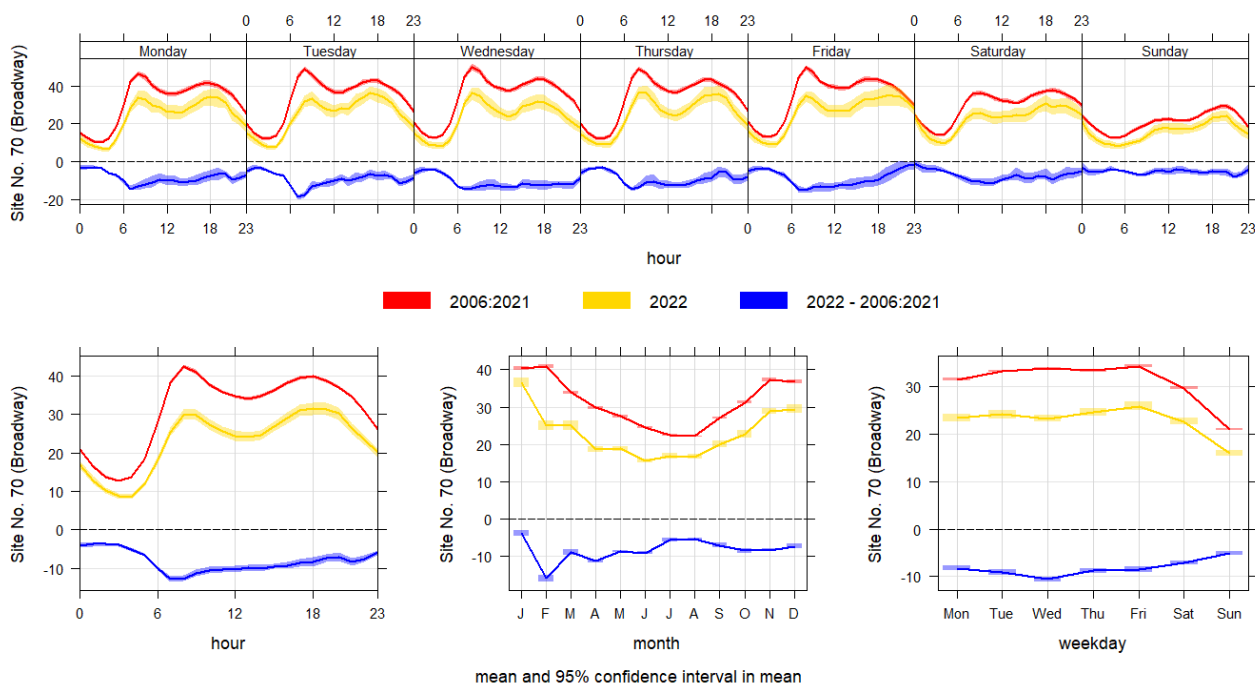 0 6 12 18 23 0 6 12 18 23 0 6 12 18 23
Monday Tuesday Wednesday Thursday Friday Saturday Sunday
Site No. 70 (Broadway)
40
20
0
-20
0 6 12 18 23 0 6 12 18 23 0 6 12 18 23 0 6 12 18 23
hour
2006:2021 2022 2022 - 2006:2021
Site No. 70 (Broadway)
40
30
20
10
0
-10
0 6 12 18 23
hour
Site No. 70 (Broadway)
40
30
20
10
0
-10
J F M A M J J A S O N D
month
Site No. 70 (Broadway)
30
20
10
0
-10
Mon Tue Wed Thu Fri Sat Sun
weekday
mean and 95% confidence interval in mean